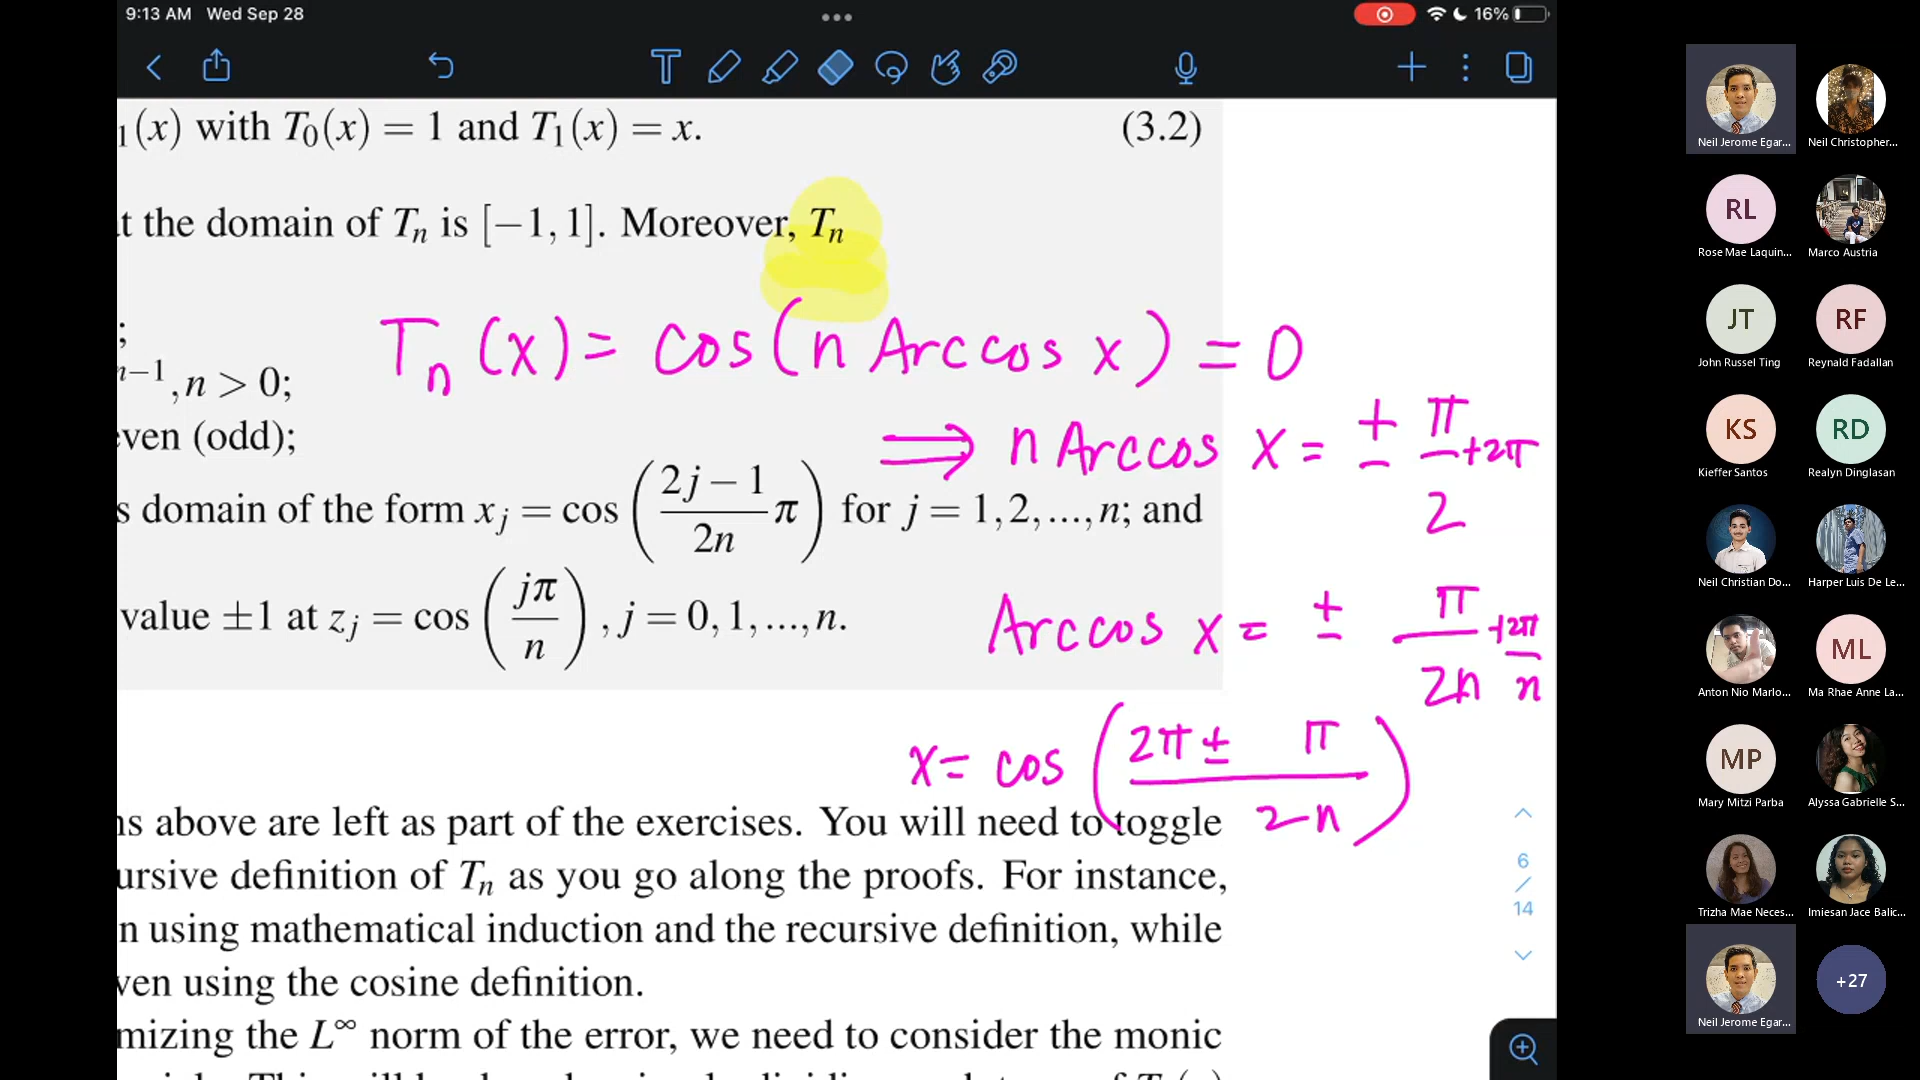 9:13 AM Wed Sep 28
16%
₁(x) with T₀(x) = 1 and T₁(x) = x. (3.2)
t the domain of Tₙ is [−1, 1]. Moreover, Tₙ
;
Tₙ(x) = cos(n Arccos x) = 0
ⁿ⁻¹, n > 0;
⟹ n Arccos x = ± π/2 + 2π
even (odd);
s domain of the form xⱼ = cos((2j − 1)/(2n) π) for j = 1, 2, ..., n; and
value ±1 at zⱼ = cos(jπ/n), j = 0, 1, ..., n.
Arccos x = ± π/2n + 2π/n
x = cos((2π ± π)/2n)
ns above are left as part of the exercises. You will need to toggle
ursive definition of Tₙ as you go along the proofs. For instance,
n using mathematical induction and the recursive definition, while
ven using the cosine definition.
mizing the L^∞ norm of the error, we need to consider the monic
6
/
14
Neil Jerome Egar... Neil Christopher...
RL
Rose Mae Laquin... Marco Austria
JT RF
John Russel Ting Reynald Fadallan
KS RD
Kieffer Santos Realyn Dinglasan
Neil Christian Do... Harper Luis De Le...
ML
Anton Nio Marlo... Ma Rhae Anne La...
MP
Mary Mitzi Parba Alyssa Gabrielle S...
Trizha Mae Neces... Imiesan Jace Balic...
+27
Neil Jerome Egar...